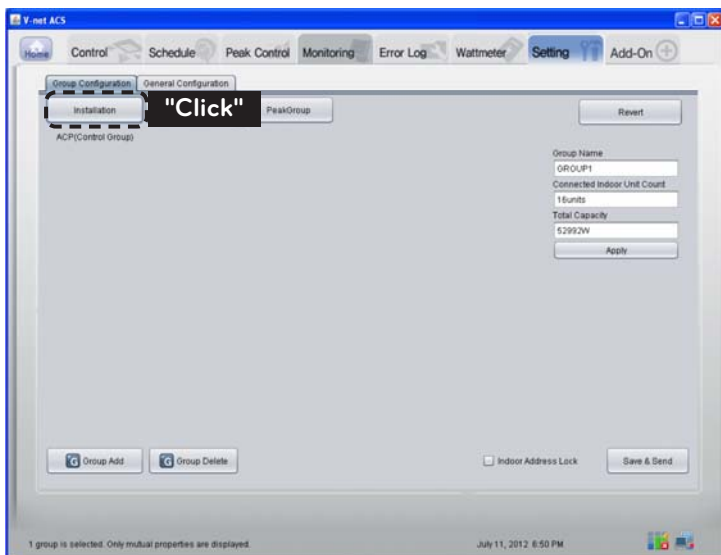 V-net ACS
Home Control Schedule Peak Control Monitoring Error Log Wattmeter Setting Add-On
Group Configuration General Configuration
Installation "Click" PeakGroup Revert
ACP(Control Group)
Group Name
GROUP1
Connected Indoor Unit Count
16units
Total Capacity
52992W
Apply
G Group Add G Group Delete Indoor Address Lock Save & Send
1 group is selected. Only mutual properties are displayed. July 11, 2012 6:50 PM